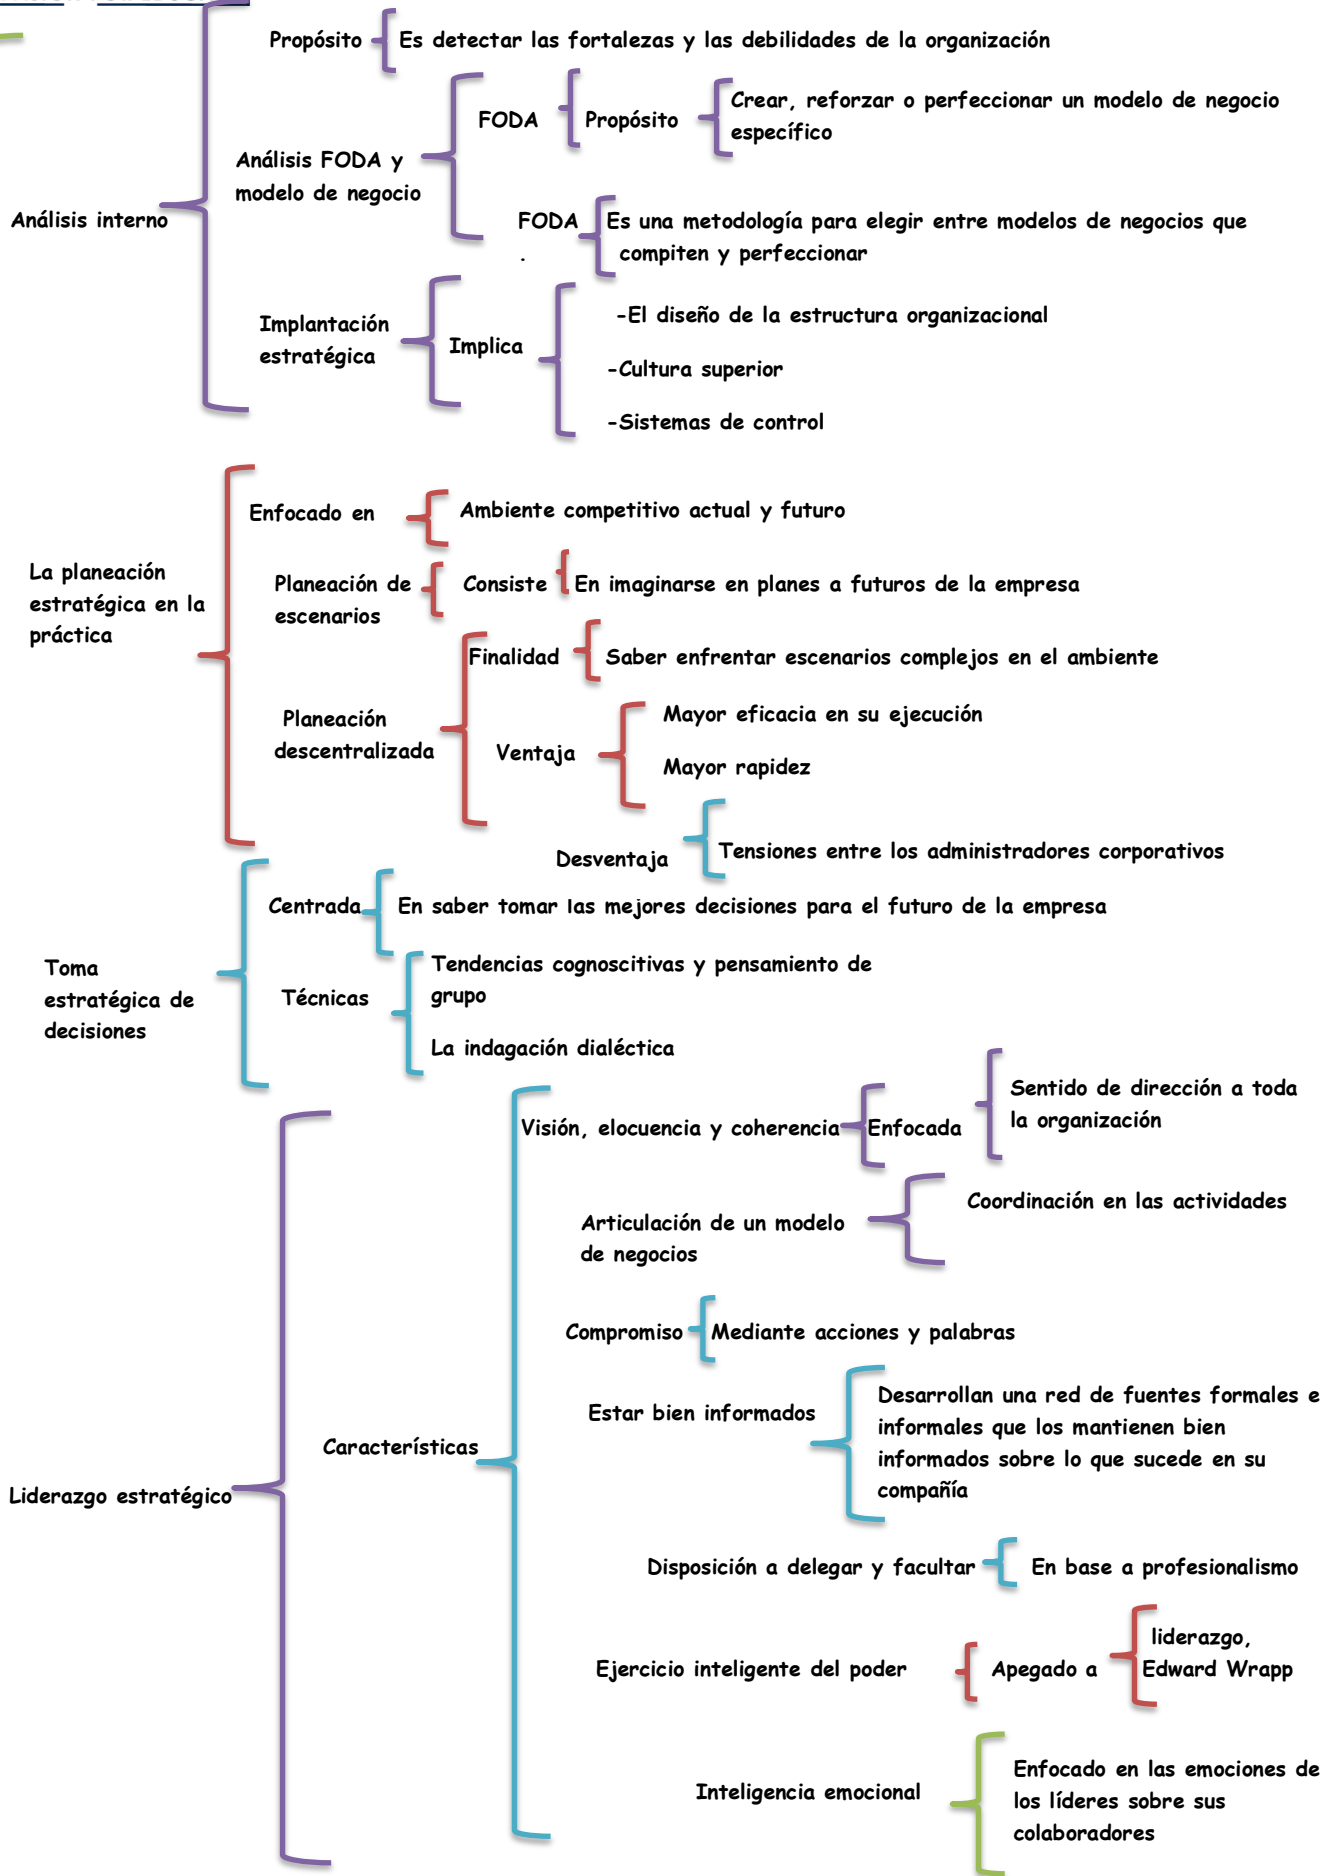 Propósito
Es detectar las fortalezas y las debilidades de la organización
FODA
Propósito
Crear, reforzar o perfeccionar un modelo de negocio
específico
Análisis FODA y
modelo de negocio
Análisis interno
FODA
.
Es una metodología para elegir entre modelos de negocios que
compiten y perfeccionar
Implantación
estratégica
Implica
-El diseño de la estructura organizacional
-Cultura superior
-Sistemas de control
La planeación
estratégica en la
práctica
Enfocado en
Ambiente competitivo actual y futuro
Planeación de
escenarios
Consiste
En imaginarse en planes a futuros de la empresa
Planeación
descentralizada
Finalidad
Saber enfrentar escenarios complejos en el ambiente
Ventaja
Mayor eficacia en su ejecución
Mayor rapidez
Desventaja
Tensiones entre los administradores corporativos
Toma
estratégica de
decisiones
Centrada
En saber tomar las mejores decisiones para el futuro de la empresa
Técnicas
Tendencias cognoscitivas y pensamiento de
grupo
La indagación dialéctica
Liderazgo estratégico
Características
Visión, elocuencia y coherencia
Enfocada
Sentido de dirección a toda
la organización
Articulación de un modelo
de negocios
Coordinación en las actividades
Compromiso
Mediante acciones y palabras
Estar bien informados
Desarrollan una red de fuentes formales e
informales que los mantienen bien
informados sobre lo que sucede en su
compañía
Disposición a delegar y facultar
En base a profesionalismo
Ejercicio inteligente del poder
Apegado a
liderazgo,
Edward Wrapp
Inteligencia emocional
Enfocado en las emociones de
los líderes sobre sus
colaboradores